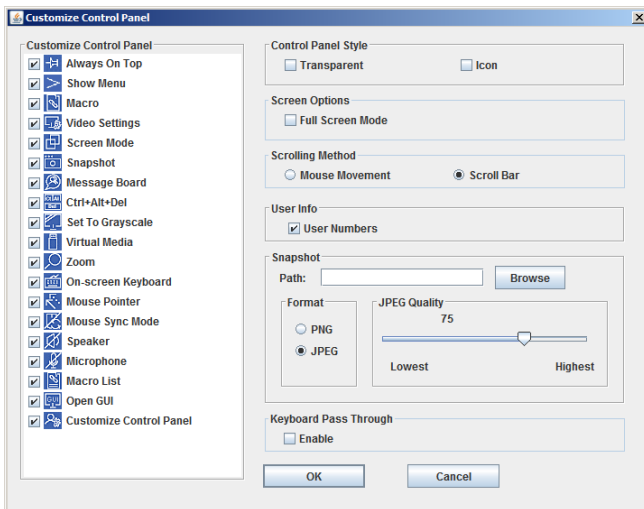 Customize Control Panel
Customize Control Panel
Always On Top
Show Menu
Macro
Video Settings
Screen Mode
Snapshot
Message Board
Ctrl+Alt+Del
Set To Grayscale
Virtual Media
Zoom
On-screen Keyboard
Mouse Pointer
Mouse Sync Mode
Speaker
Microphone
Macro List
GUI Open GUI
Customize Control Panel
Control Panel Style
Transparent Icon
Screen Options
Full Screen Mode
Scrolling Method
Mouse Movement Scroll Bar
User Info
User Numbers
Snapshot
Path: Browse
Format
PNG
JPEG
JPEG Quality
75
Lowest Highest
Keyboard Pass Through
Enable
OK Cancel